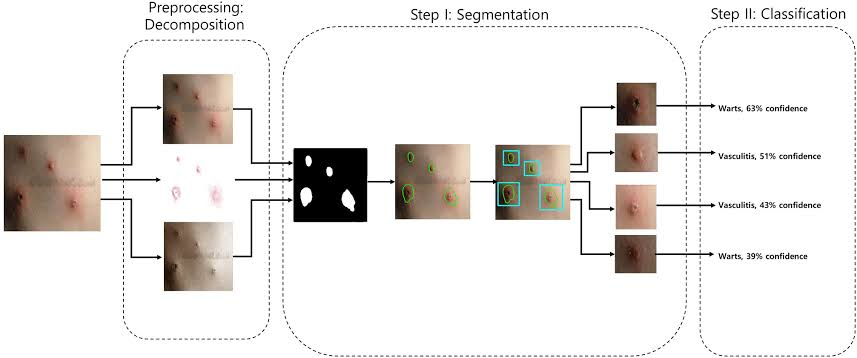 Preprocessing:
Decomposition
Step I: Segmentation
Step II: Classification
Warts, 63% confidence
Vasculitis, 51% confidence
Vasculitis, 43% confidence
Warts, 39% confidence